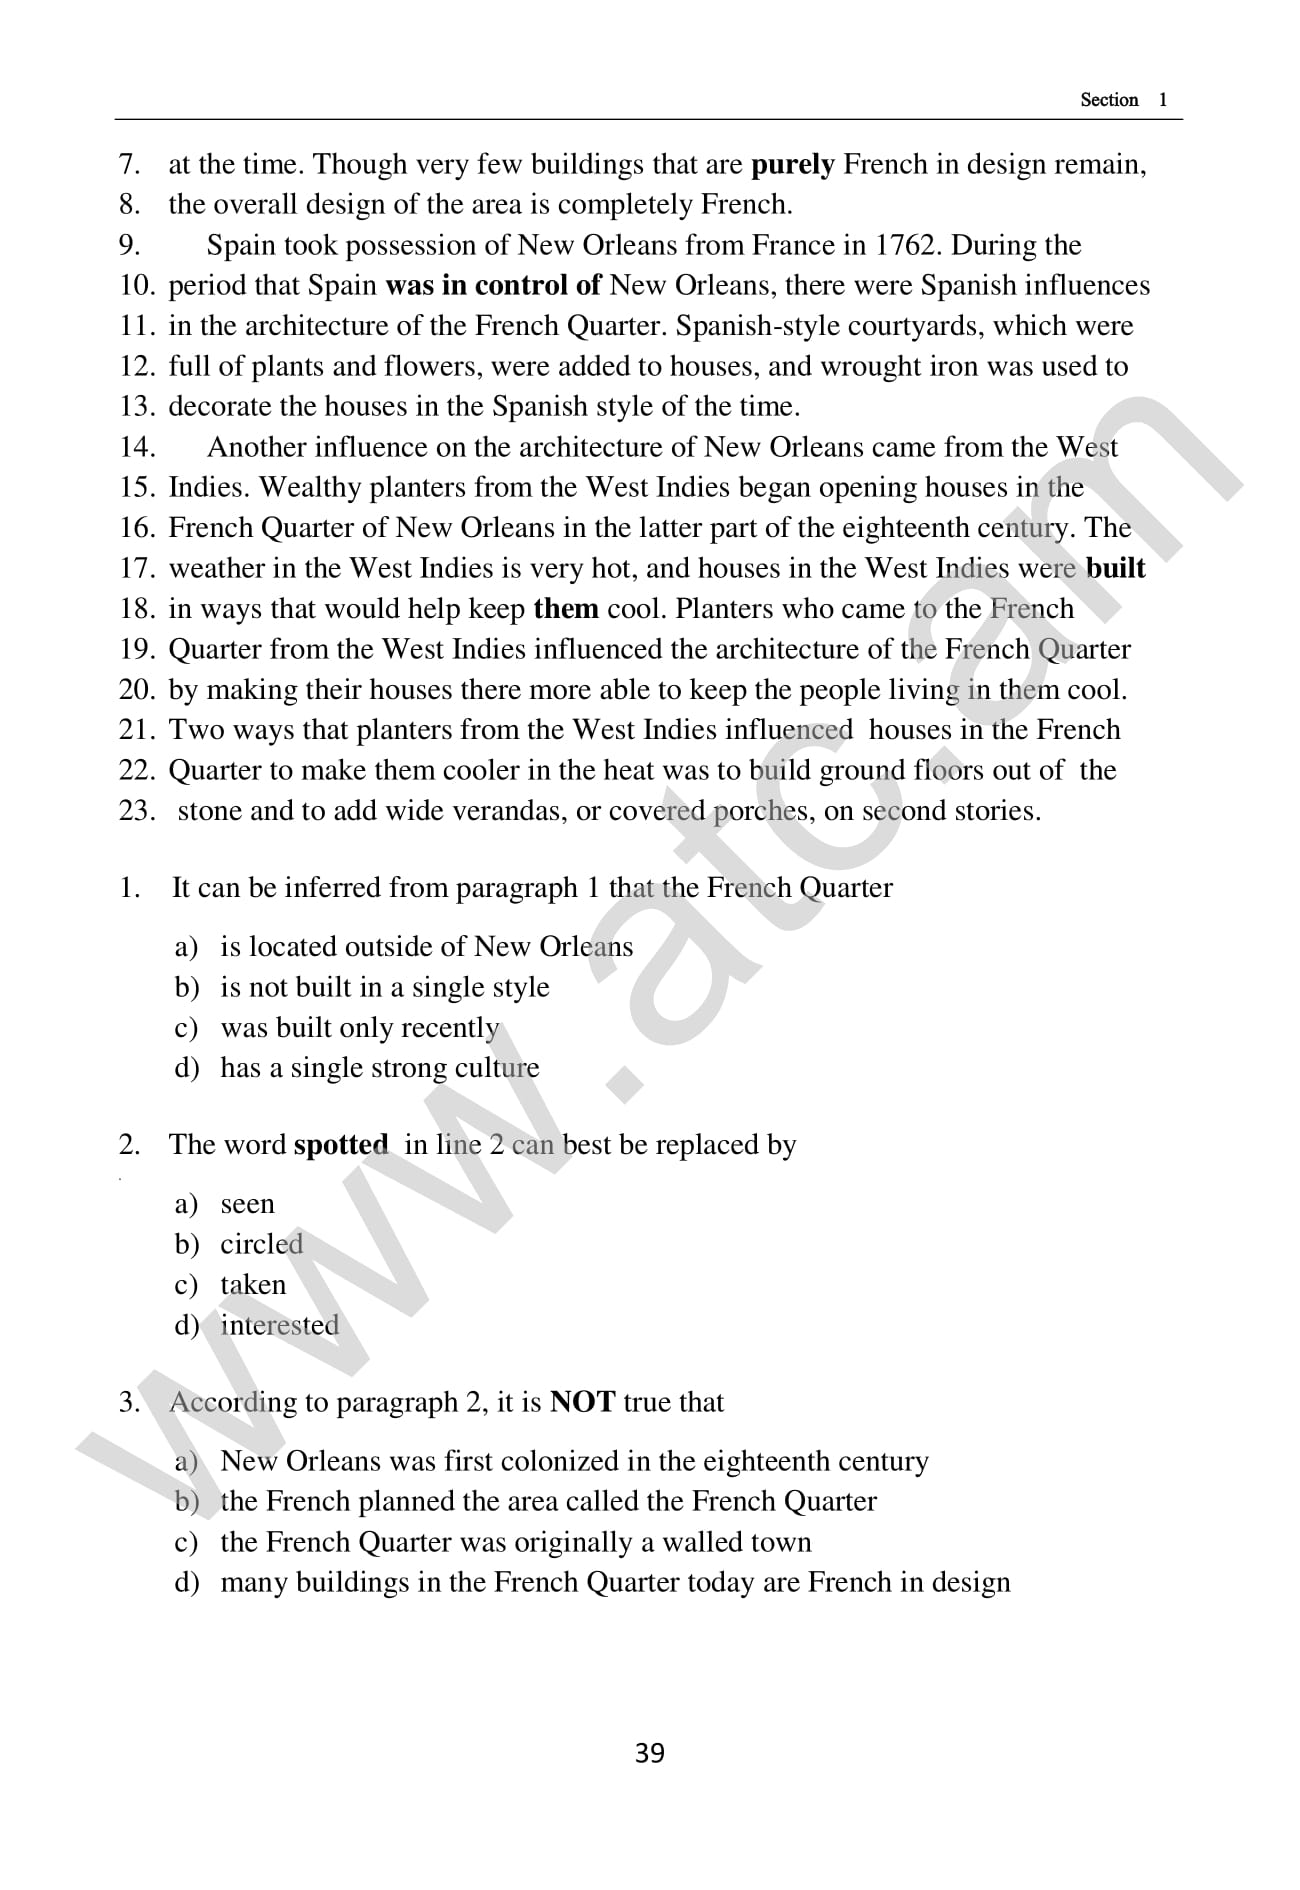 Section 1
7. at the time. Though very few buildings that are purely French in design remain,
8. the overall design of the area is completely French.
9. Spain took possession of New Orleans from France in 1762. During the
10. period that Spain was in control of New Orleans, there were Spanish influences
11. in the architecture of the French Quarter. Spanish-style courtyards, which were
12. full of plants and flowers, were added to houses, and wrought iron was used to
13. decorate the houses in the Spanish style of the time.
14. Another influence on the architecture of New Orleans came from the West
15. Indies. Wealthy planters from the West Indies began opening houses in the
16. French Quarter of New Orleans in the latter part of the eighteenth century. The
17. weather in the West Indies is very hot, and houses in the West Indies were built
18. in ways that would help keep them cool. Planters who came to the French
19. Quarter from the West Indies influenced the architecture of the French Quarter
20. by making their houses there more able to keep the people living in them cool.
21. Two ways that planters from the West Indies influenced houses in the French
22. Quarter to make them cooler in the heat was to build ground floors out of the
23. stone and to add wide verandas, or covered porches, on second stories.
1. It can be inferred from paragraph 1 that the French Quarter
a) is located outside of New Orleans
b) is not built in a single style
c) was built only recently
d) has a single strong culture
2. The word spotted in line 2 can best be replaced by
a) seen
b) circled
c) taken
d) interested
3. According to paragraph 2, it is NOT true that
a) New Orleans was first colonized in the eighteenth century
b) the French planned the area called the French Quarter
c) the French Quarter was originally a walled town
d) many buildings in the French Quarter today are French in design
39
www.atc.am